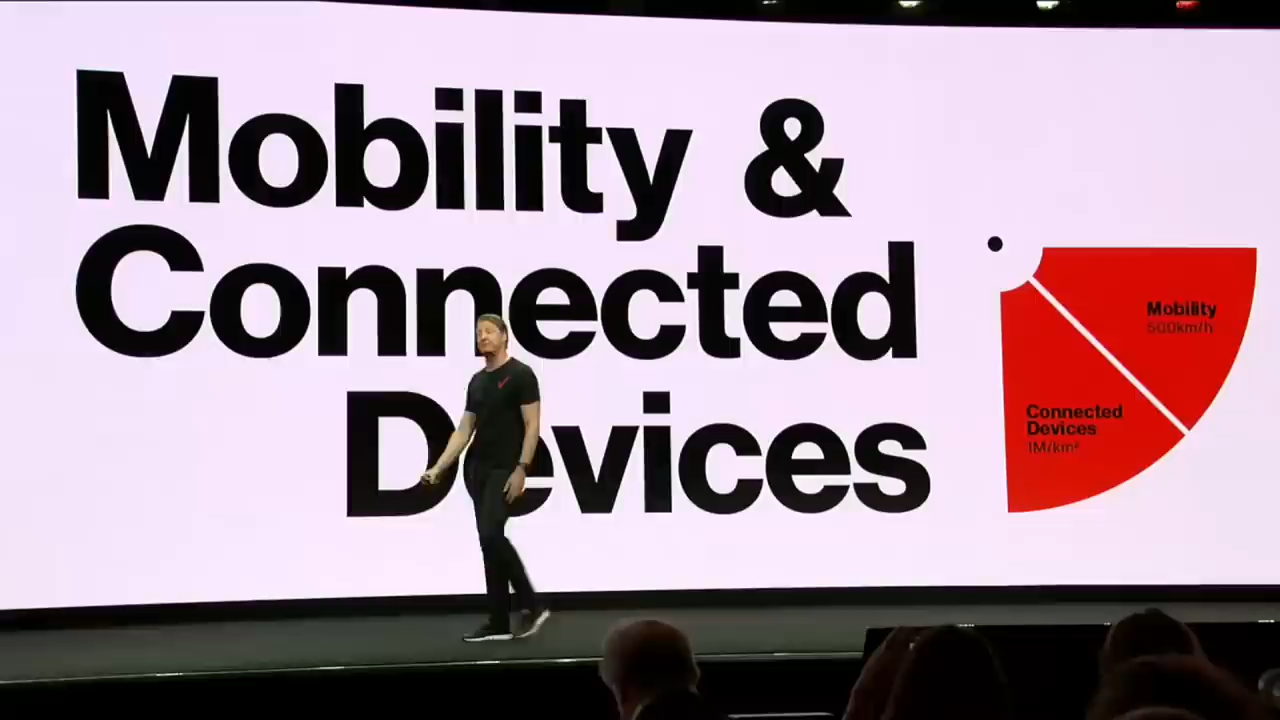 Mobility &
Connected
Devices
Mobility
500km/h
Connected
Devices
1M/km²